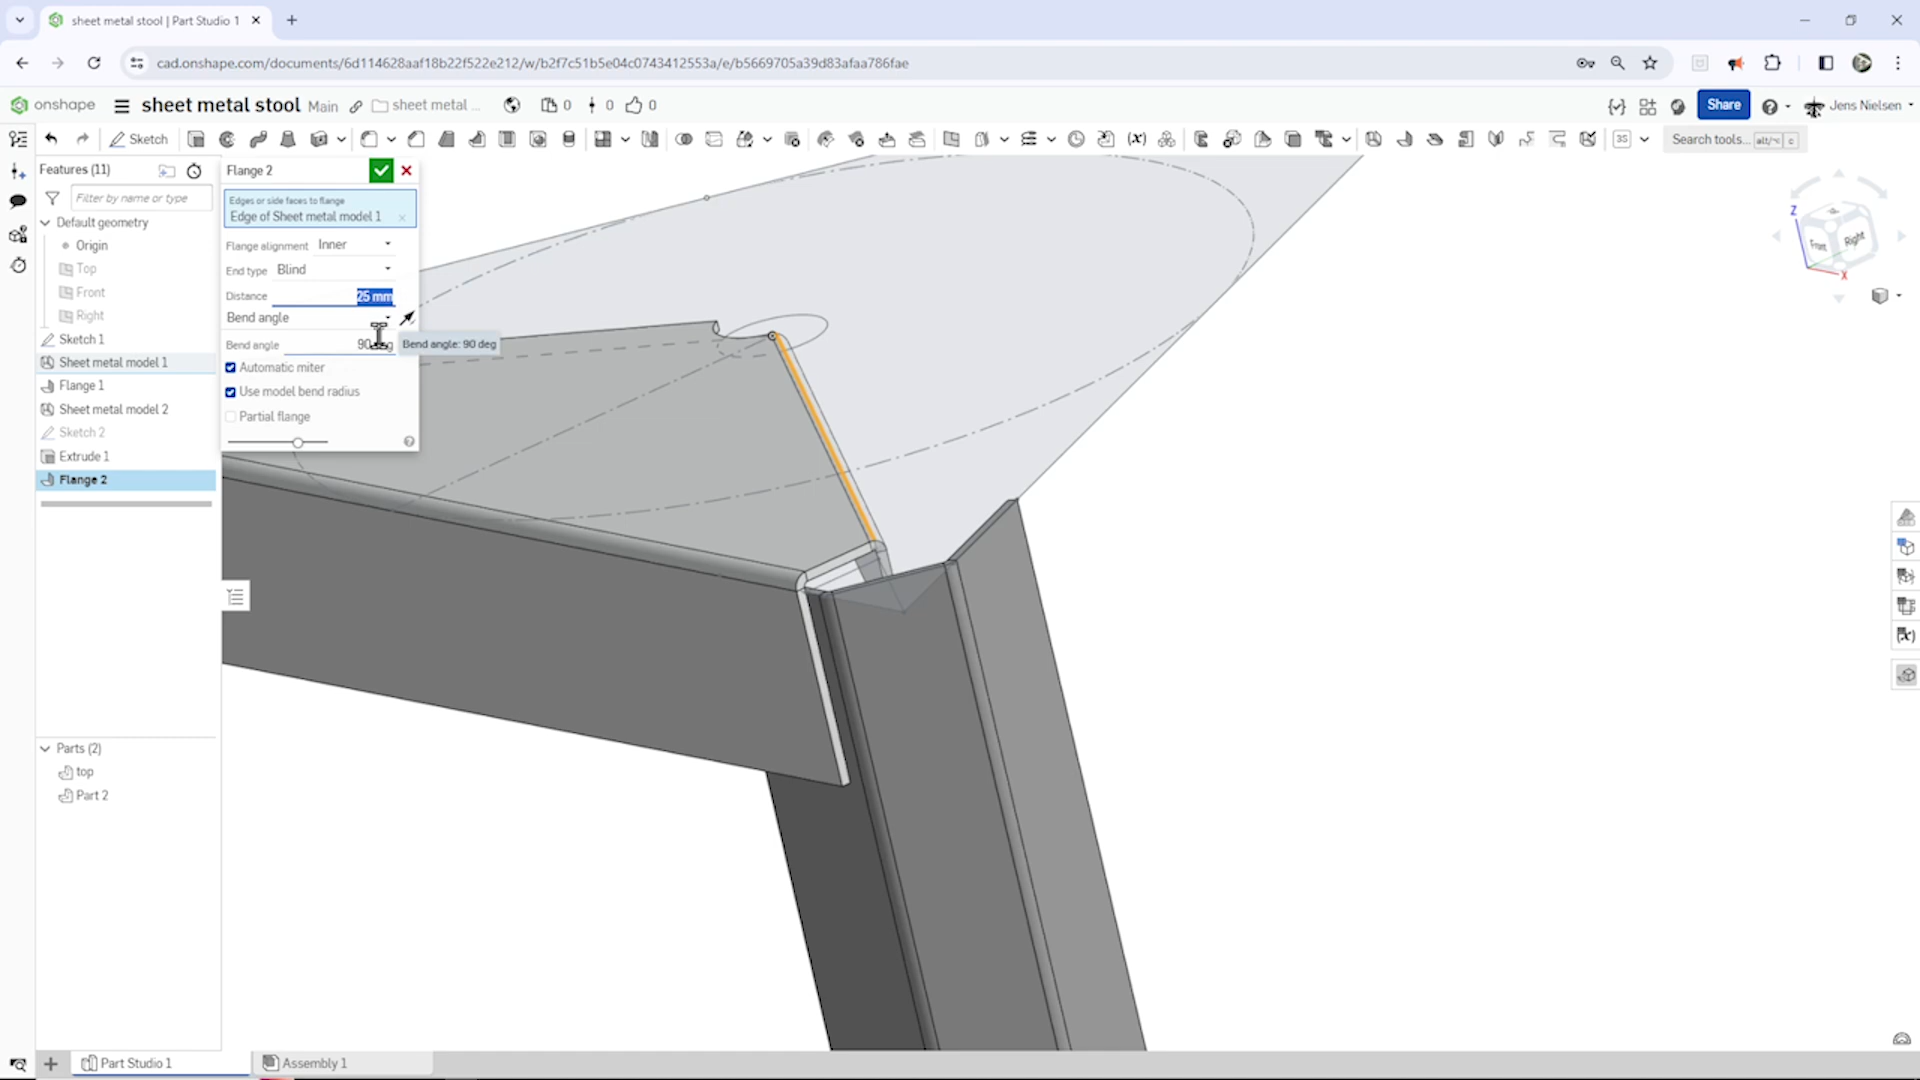 sheet metal stool | Part Studio 1
cad.onshape.com/documents/6d114628aaf18b22f522e212/w/b2f7c51b5e04c0743412553a/e/b5669705a39d83afaa786fae
onshape sheet metal stool Main sheet metal ... 0 0 0 Share Jens Nielsen
Sketch Search tools... alt/⌥ c
Features (11)
Filter by name or type
Default geometry
Origin
Top
Front
Right
Sketch 1
Sheet metal model 1
Flange 1
Sheet metal model 2
Sketch 2
Extrude 1
Flange 2
Flange 2
Edges or side faces to flange
Edge of Sheet metal model 1
Flange alignment Inner
End type Blind
Distance 25 mm
Bend angle
Bend angle 90
Bend angle: 90 deg
Automatic miter
Use model bend radius
Partial flange
Z
Front Right
X
Parts (2)
top
Part 2
Part Studio 1 Assembly 1